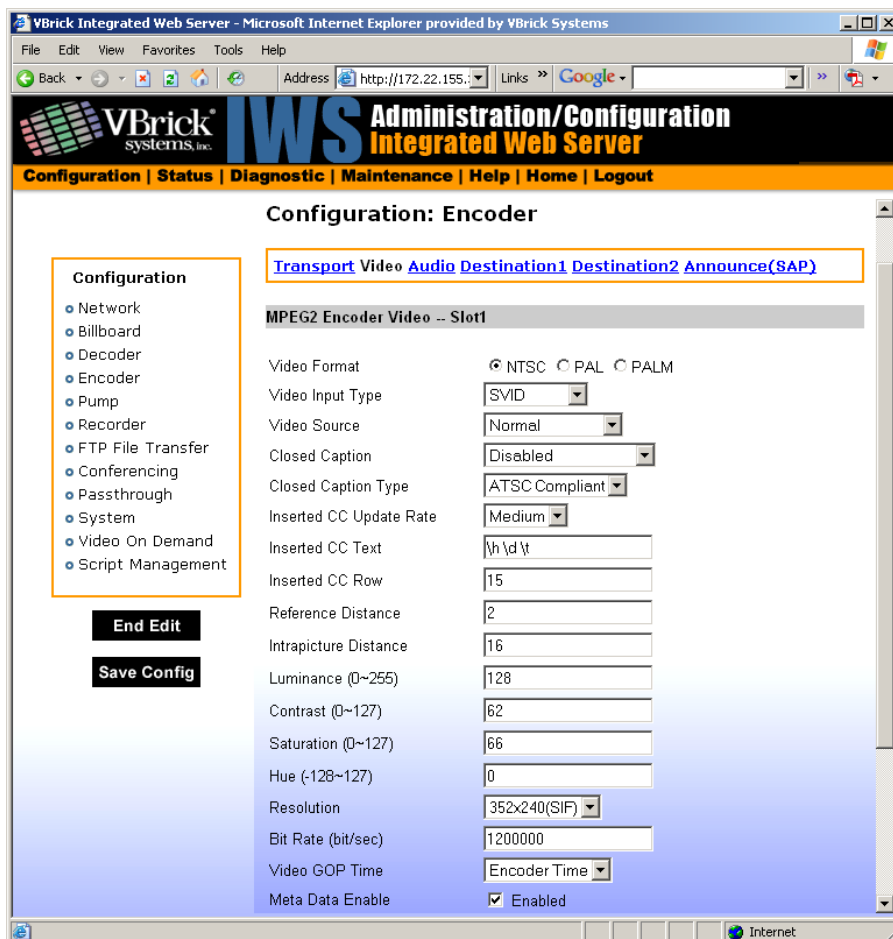 VBrick Integrated Web Server - Microsoft Internet Explorer provided by VBrick Systems
File Edit View Favorites Tools Help
Back Address http://172.22.155. Links » Google »
VBrick systems, inc. IWS Administration/Configuration
Integrated Web Server
Configuration | Status | Diagnostic | Maintenance | Help | Home | Logout
Configuration: Encoder
Transport Video Audio Destination1 Destination2 Announce(SAP)
Configuration
Network
Billboard
Decoder
Encoder
Pump
Recorder
FTP File Transfer
Conferencing
Passthrough
System
Video On Demand
Script Management
End Edit
Save Config
MPEG2 Encoder Video -- Slot1
Video Format NTSC PAL PALM
Video Input Type SVID
Video Source Normal
Closed Caption Disabled
Closed Caption Type ATSC Compliant
Inserted CC Update Rate Medium
Inserted CC Text \h \d \t
Inserted CC Row 15
Reference Distance 2
Intrapicture Distance 16
Luminance (0~255) 128
Contrast (0~127) 62
Saturation (0~127) 66
Hue (-128~127) 0
Resolution 352x240(SIF)
Bit Rate (bit/sec) 1200000
Video GOP Time Encoder Time
Meta Data Enable Enabled
Internet